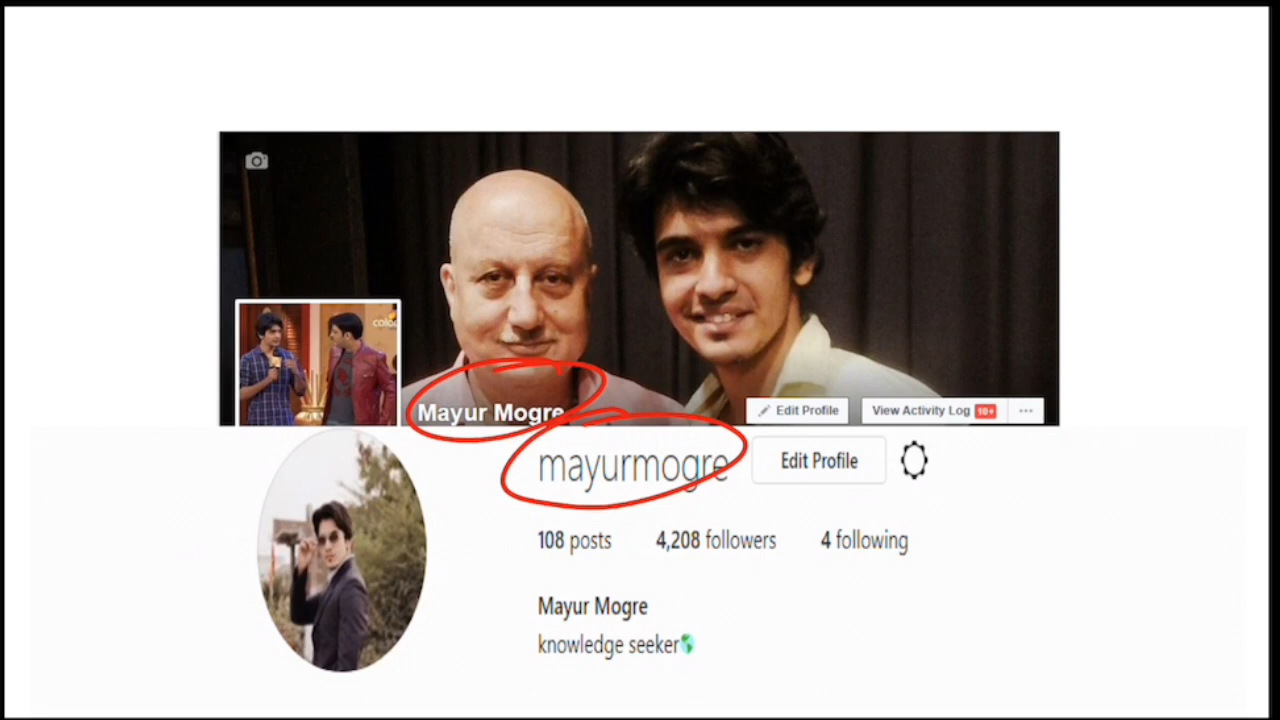 Mayur Mogre
Edit Profile
View Activity Log 10+
mayurmogre
Edit Profile
108 posts 4,208 followers 4 following
Mayur Mogre
knowledge seeker